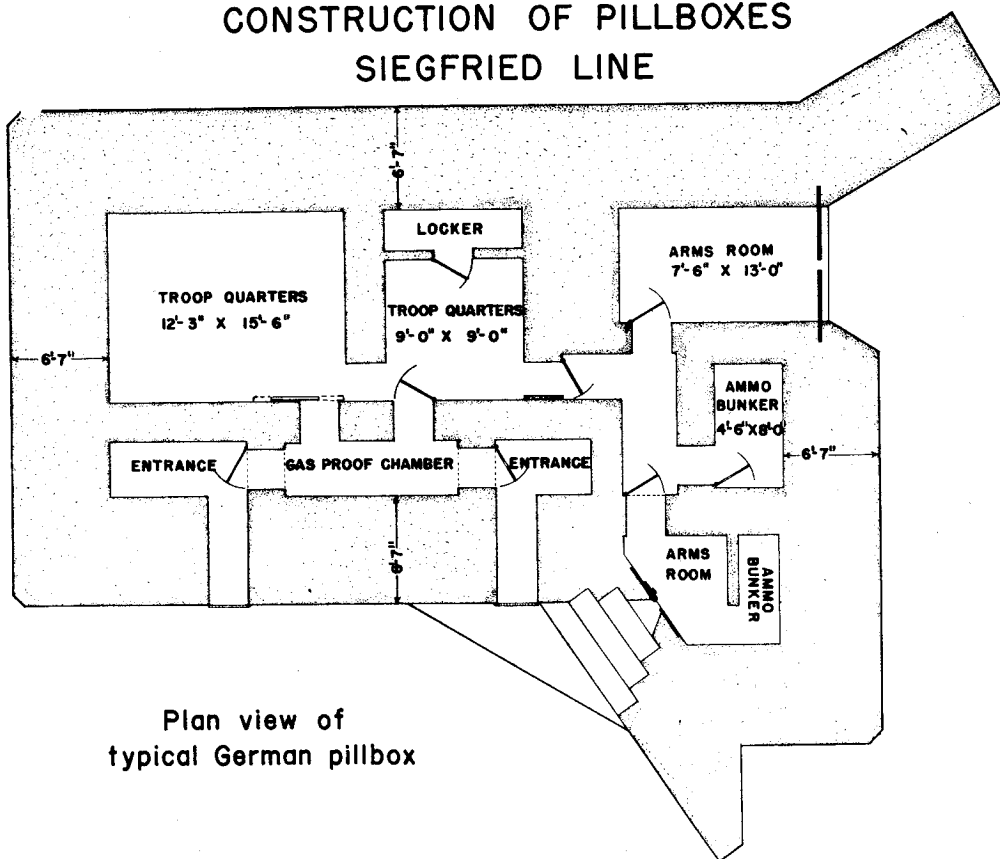 CONSTRUCTION OF PILLBOXES
SIEGFRIED LINE
6'-7"
LOCKER
ARMS ROOM
7'-6" X 13'-0"
TROOP QUARTERS
12'-3" X 15'-6"
TROOP QUARTERS
9'-0" X 9'-0"
6'-7"
AMMO
BUNKER
4'-6"X8'-0"
6'-7"
ENTRANCE
GAS PROOF CHAMBER
ENTRANCE
6'-7"
ARMS
ROOM
AMMO
BUNKER
Plan view of
typical German pillbox